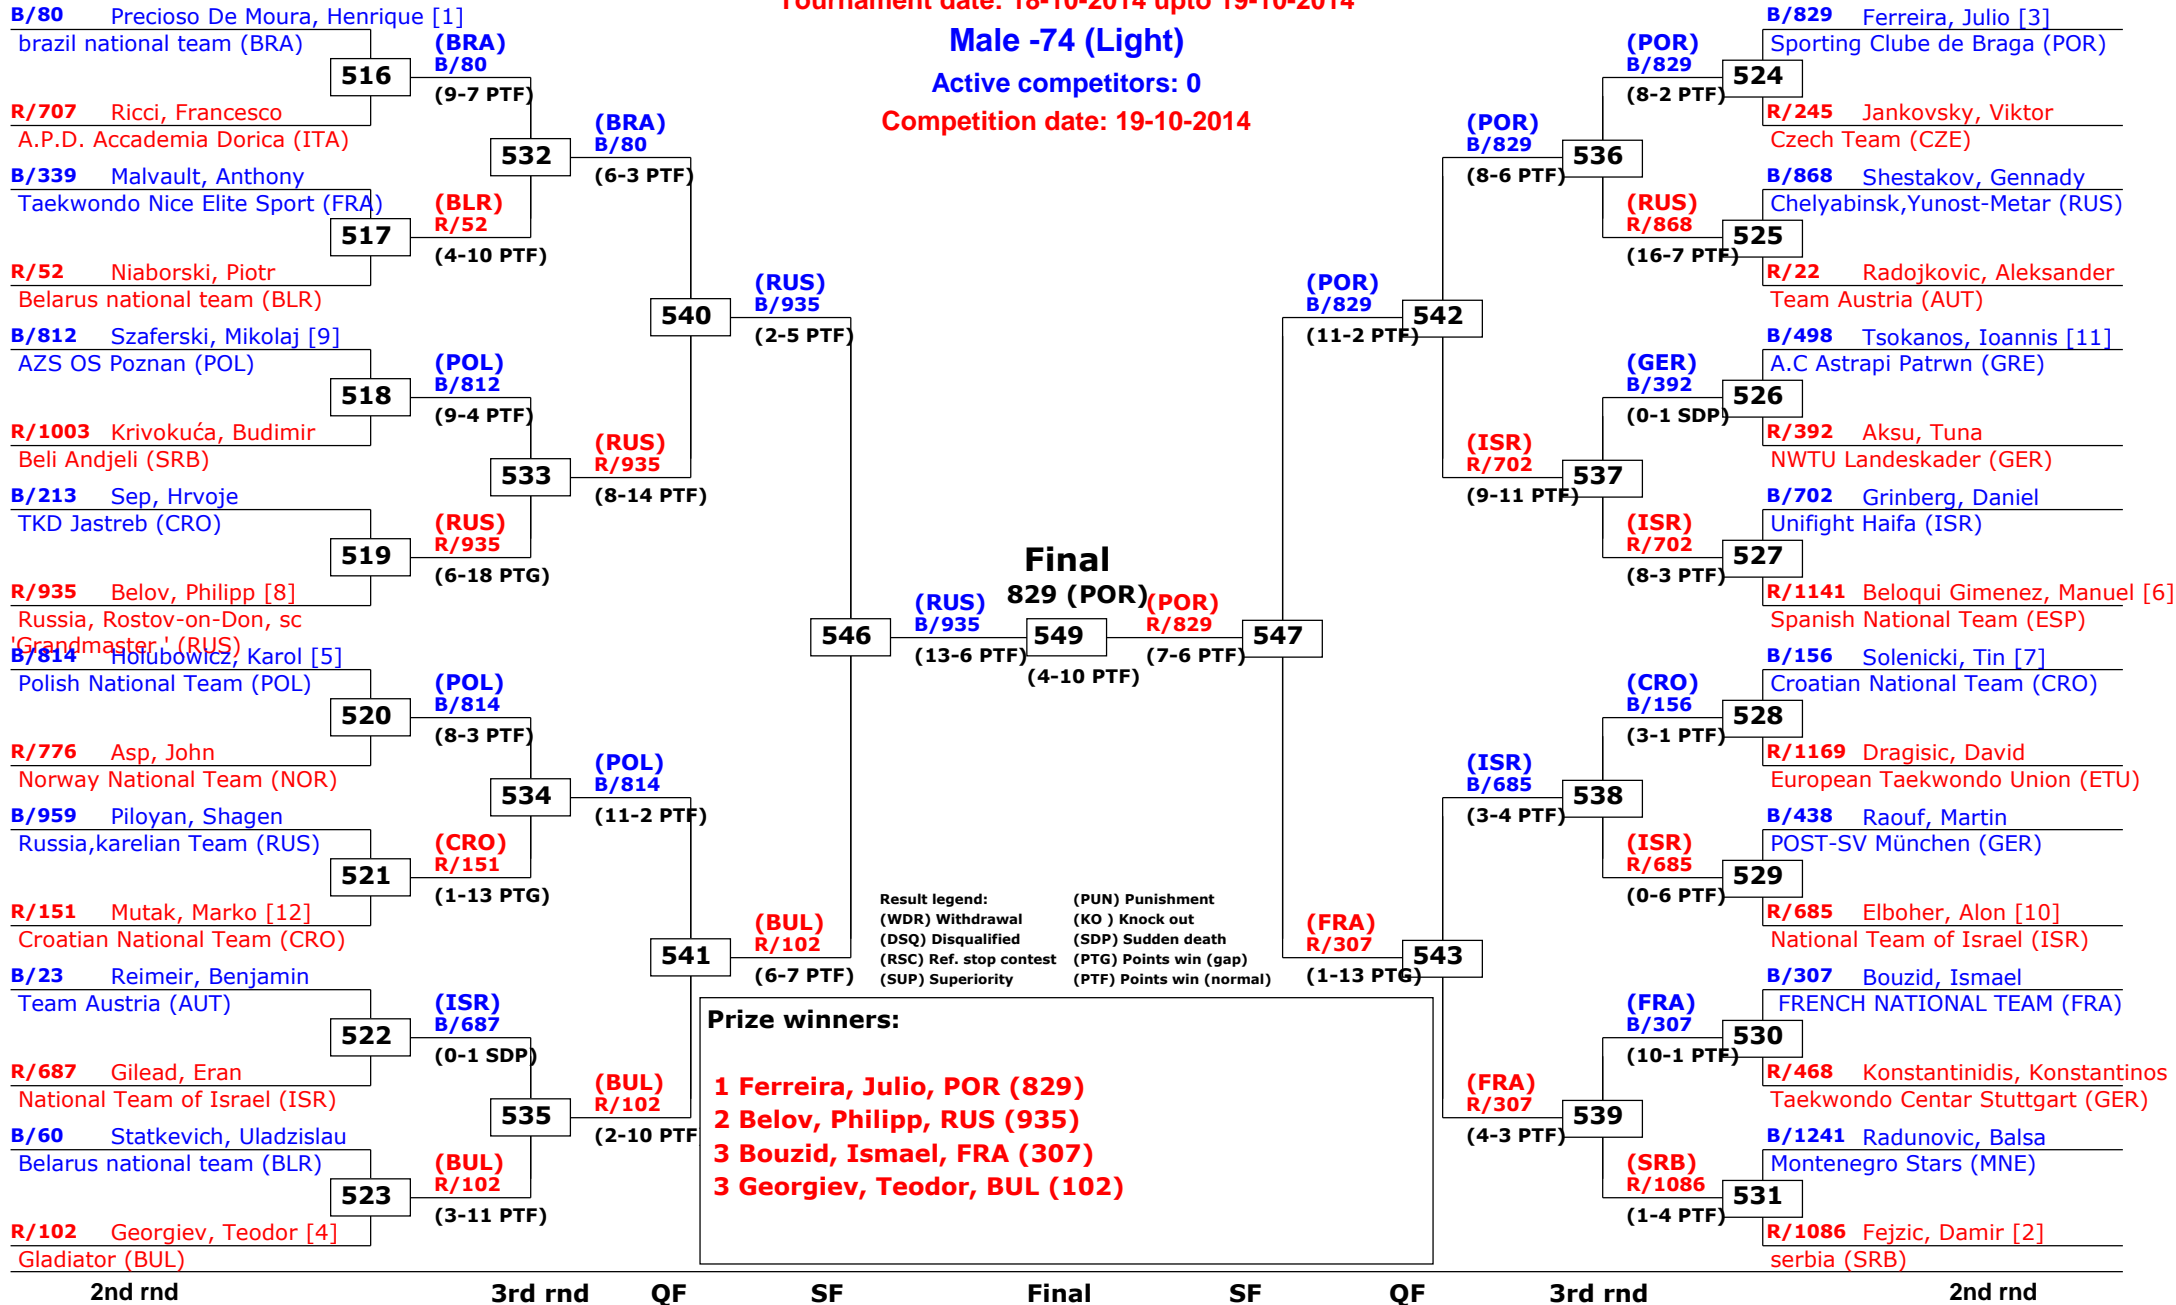 Tournament date: 18-10-2014 upto 19-10-2014
Male -74 (Light)
Active competitors: 0
Competition date: 19-10-2014
B/80 Precioso De Moura, Henrique [1]
brazil national team (BRA)
516
R/707 Ricci, Francesco
A.P.D. Accademia Dorica (ITA)
B/339 Malvault, Anthony
Taekwondo Nice Elite Sport (FRA)
517
R/52 Niaborski, Piotr
Belarus national team (BLR)
B/812 Szaferski, Mikolaj [9]
AZS OS Poznan (POL)
518
R/1003 Krivokuća, Budimir
Beli Andjeli (SRB)
B/213 Sep, Hrvoje
TKD Jastreb (CRO)
519
R/935 Belov, Philipp [8]
Russia, Rostov-on-Don, sc
'Grandmaster ' (RUS)
B/814 Holubowicz, Karol [5]
Polish National Team (POL)
520
R/776 Asp, John
Norway National Team (NOR)
B/959 Piloyan, Shagen
Russia,karelian Team (RUS)
521
R/151 Mutak, Marko [12]
Croatian National Team (CRO)
B/23 Reimeir, Benjamin
Team Austria (AUT)
522
R/687 Gilead, Eran
National Team of Israel (ISR)
B/60 Statkevich, Uladzislau
Belarus national team (BLR)
523
R/102 Georgiev, Teodor [4]
Gladiator (BUL)
(BRA)
B/80
(9-7 PTF)
532
(BLR)
R/52
(4-10 PTF)
(POL)
B/812
(9-4 PTF)
533
(RUS)
R/935
(6-18 PTG)
(POL)
B/814
(8-3 PTF)
534
(CRO)
R/151
(1-13 PTG)
(ISR)
B/687
(0-1 SDP)
535
(BUL)
R/102
(3-11 PTF)
(BRA)
B/80
(6-3 PTF)
540
(RUS)
R/935
(8-14 PTF)
(POL)
B/814
(11-2 PTF)
541
(BUL)
R/102
(2-10 PTF
(RUS)
B/935
(2-5 PTF)
546
(BUL)
R/102
(6-7 PTF)
(RUS)
B/935
(13-6 PTF)
Final
829 (POR)
549
(4-10 PTF)
(POR)
R/829
(7-6 PTF)
547
(POR)
B/829
(11-2 PTF)
542
(FRA)
R/307
(1-13 PTG)
543
(POR)
B/829
(8-6 PTF)
536
(ISR)
R/702
(9-11 PTF)
537
(ISR)
B/685
(3-4 PTF)
538
(FRA)
R/307
(4-3 PTF)
539
(POR)
B/829
(8-2 PTF)
524
(RUS)
R/868
(16-7 PTF)
525
(GER)
B/392
(0-1 SDP)
526
(ISR)
R/702
(8-3 PTF)
527
(CRO)
B/156
(3-1 PTF)
528
(ISR)
R/685
(0-6 PTF)
529
(FRA)
B/307
(10-1 PTF)
530
(SRB)
R/1086
(1-4 PTF)
531
B/829 Ferreira, Julio [3]
Sporting Clube de Braga (POR)
R/245 Jankovsky, Viktor
Czech Team (CZE)
B/868 Shestakov, Gennady
Chelyabinsk,Yunost-Metar (RUS)
R/22 Radojkovic, Aleksander
Team Austria (AUT)
B/498 Tsokanos, Ioannis [11]
A.C Astrapi Patrwn (GRE)
R/392 Aksu, Tuna
NWTU Landeskader (GER)
B/702 Grinberg, Daniel
Unifight Haifa (ISR)
R/1141 Beloqui Gimenez, Manuel [6]
Spanish National Team (ESP)
B/156 Solenicki, Tin [7]
Croatian National Team (CRO)
R/1169 Dragisic, David
European Taekwondo Union (ETU)
B/438 Raouf, Martin
POST-SV München (GER)
R/685 Elboher, Alon [10]
National Team of Israel (ISR)
B/307 Bouzid, Ismael
FRENCH NATIONAL TEAM (FRA)
R/468 Konstantinidis, Konstantinos
Taekwondo Centar Stuttgart (GER)
B/1241 Radunovic, Balsa
Montenegro Stars (MNE)
R/1086 Fejzic, Damir [2]
serbia (SRB)
Result legend: (PUN) Punishment
(WDR) Withdrawal (KO ) Knock out
(DSQ) Disqualified (SDP) Sudden death
(RSC) Ref. stop contest (PTG) Points win (gap)
(SUP) Superiority (PTF) Points win (normal)
Prize winners:
1 Ferreira, Julio, POR (829)
2 Belov, Philipp, RUS (935)
3 Bouzid, Ismael, FRA (307)
3 Georgiev, Teodor, BUL (102)
2nd rnd 3rd rnd QF SF Final SF QF 3rd rnd 2nd rnd